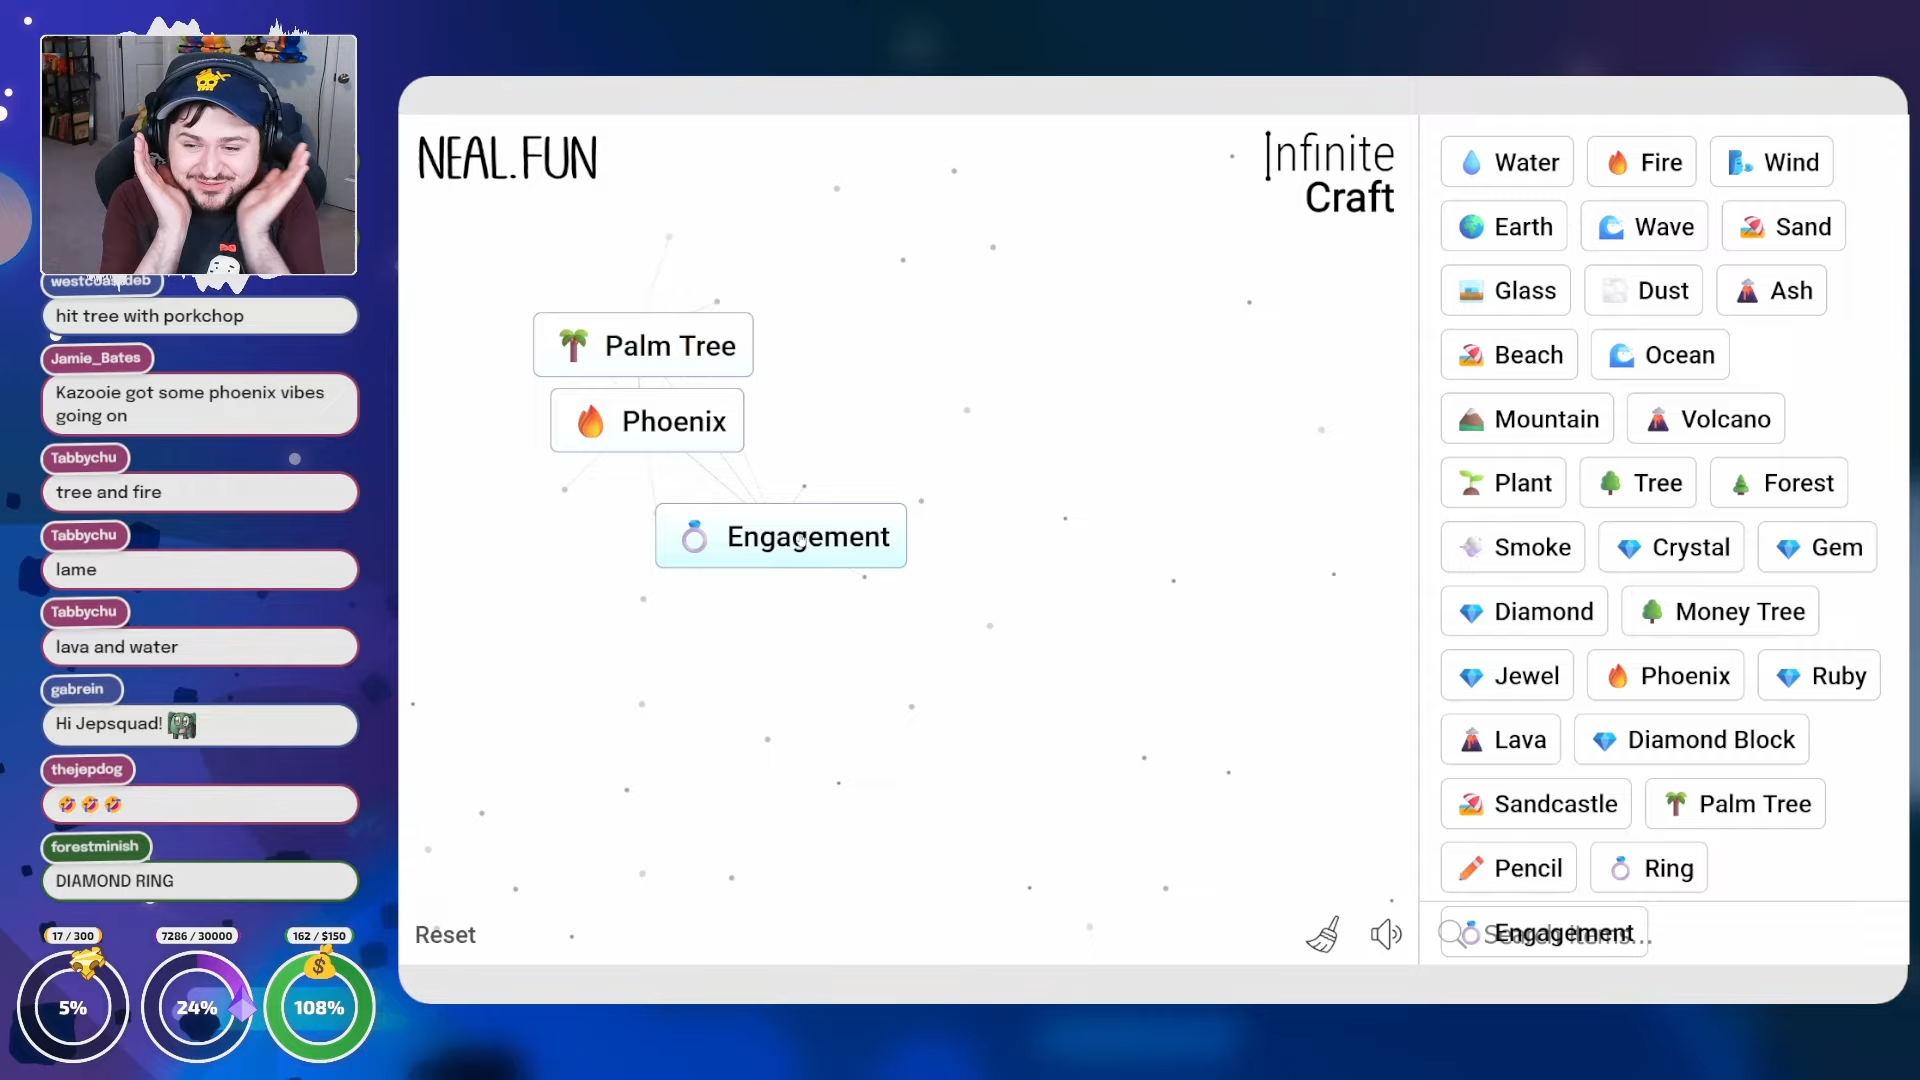 westcoastdeb
hit tree with porkchop
Jamie_Bates
Kazooie got some phoenix vibes
going on
Tabbychu
tree and fire
Tabbychu
lame
Tabbychu
lava and water
gabrein
Hi Jepsquad!
thejepdog
forestminish
DIAMOND RING
17 / 300
7286 / 30000
162 / $150
5%
24%
108%
NEAL.FUN
Infinite
Craft
Palm Tree
Phoenix
Engagement
Reset
Water Fire Wind
Earth Wave Sand
Glass Dust Ash
Beach Ocean
Mountain Volcano
Plant Tree Forest
Smoke Crystal Gem
Diamond Money Tree
Jewel Phoenix Ruby
Lava Diamond Block
Sandcastle Palm Tree
Pencil Ring
Engagement
Search items...